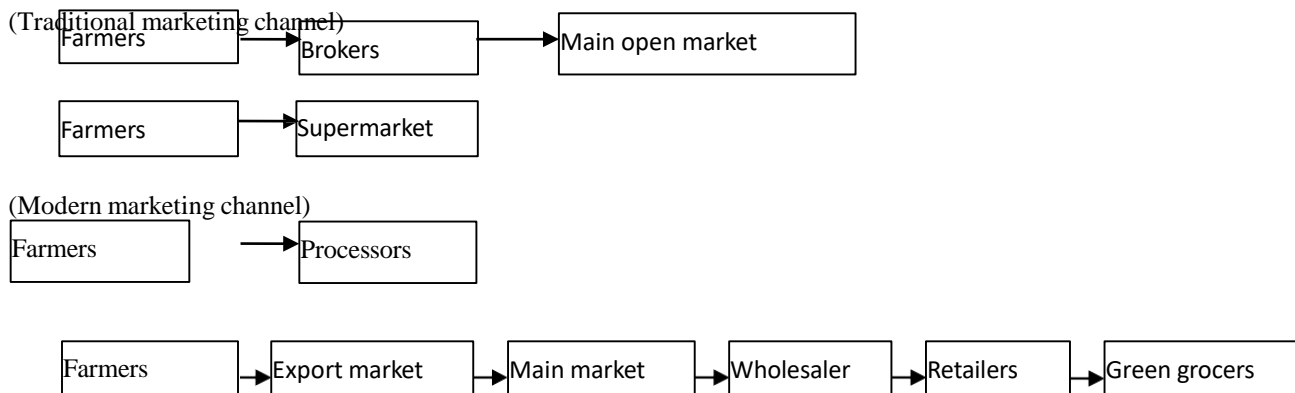 (Traditional marketing channel)
Farmers Brokers Main open market
Farmers Supermarket
(Modern marketing channel)
Farmers Processors
Farmers Export market Main market Wholesaler Retailers Green grocers